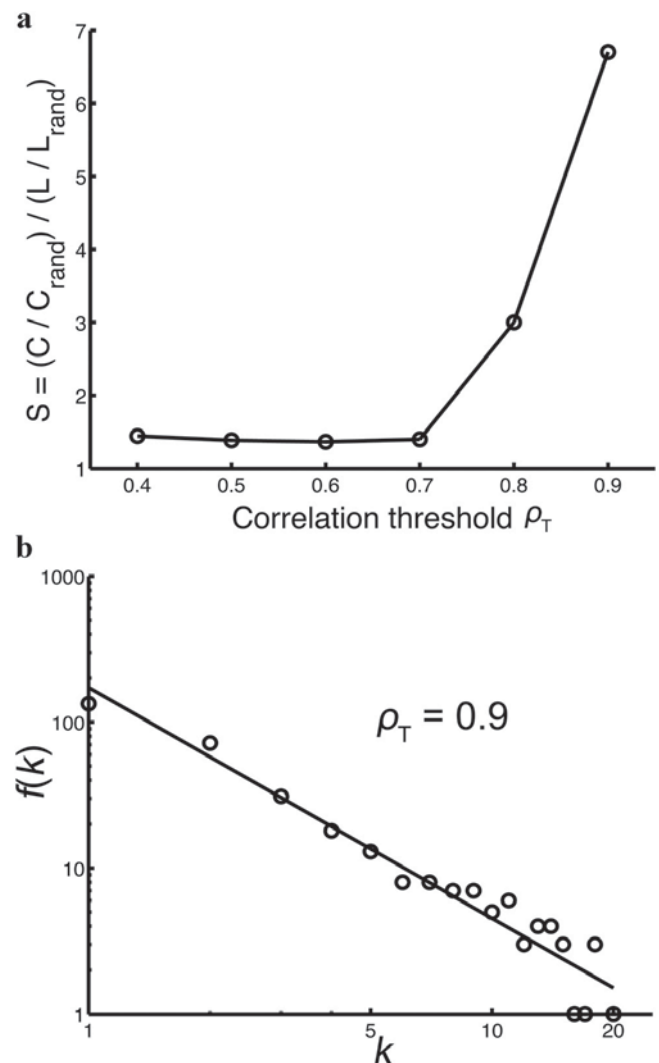 a
7
6
5
4
3
2
1
S = (C / C_rand) / (L / L_rand)
0.4 0.5 0.6 0.7 0.8 0.9
Correlation threshold ρ_T
b
1000
100
10
1
f(k)
ρ_T = 0.9
1 5 10 20
k